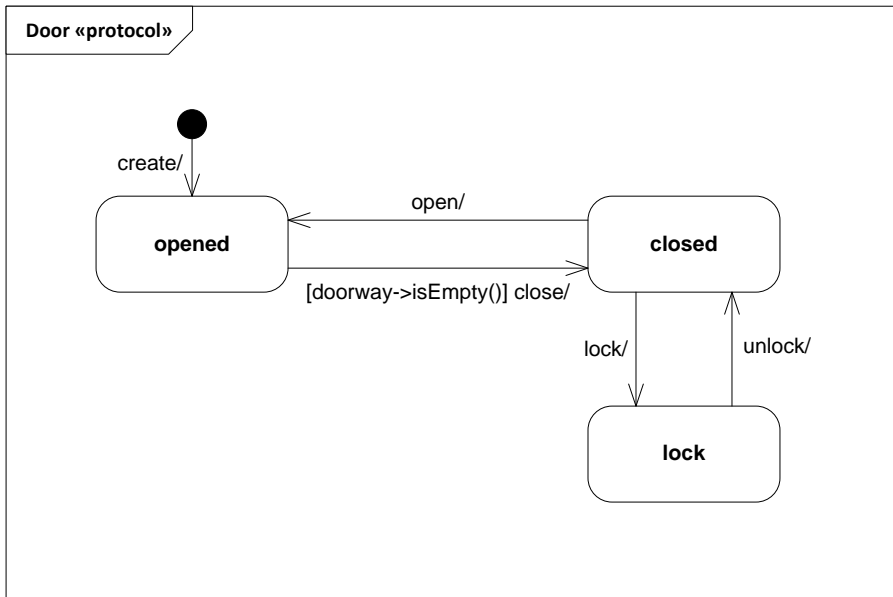 Door «protocol»
create/
open/
opened
closed
[doorway->isEmpty()] close/
lock/
unlock/
lock